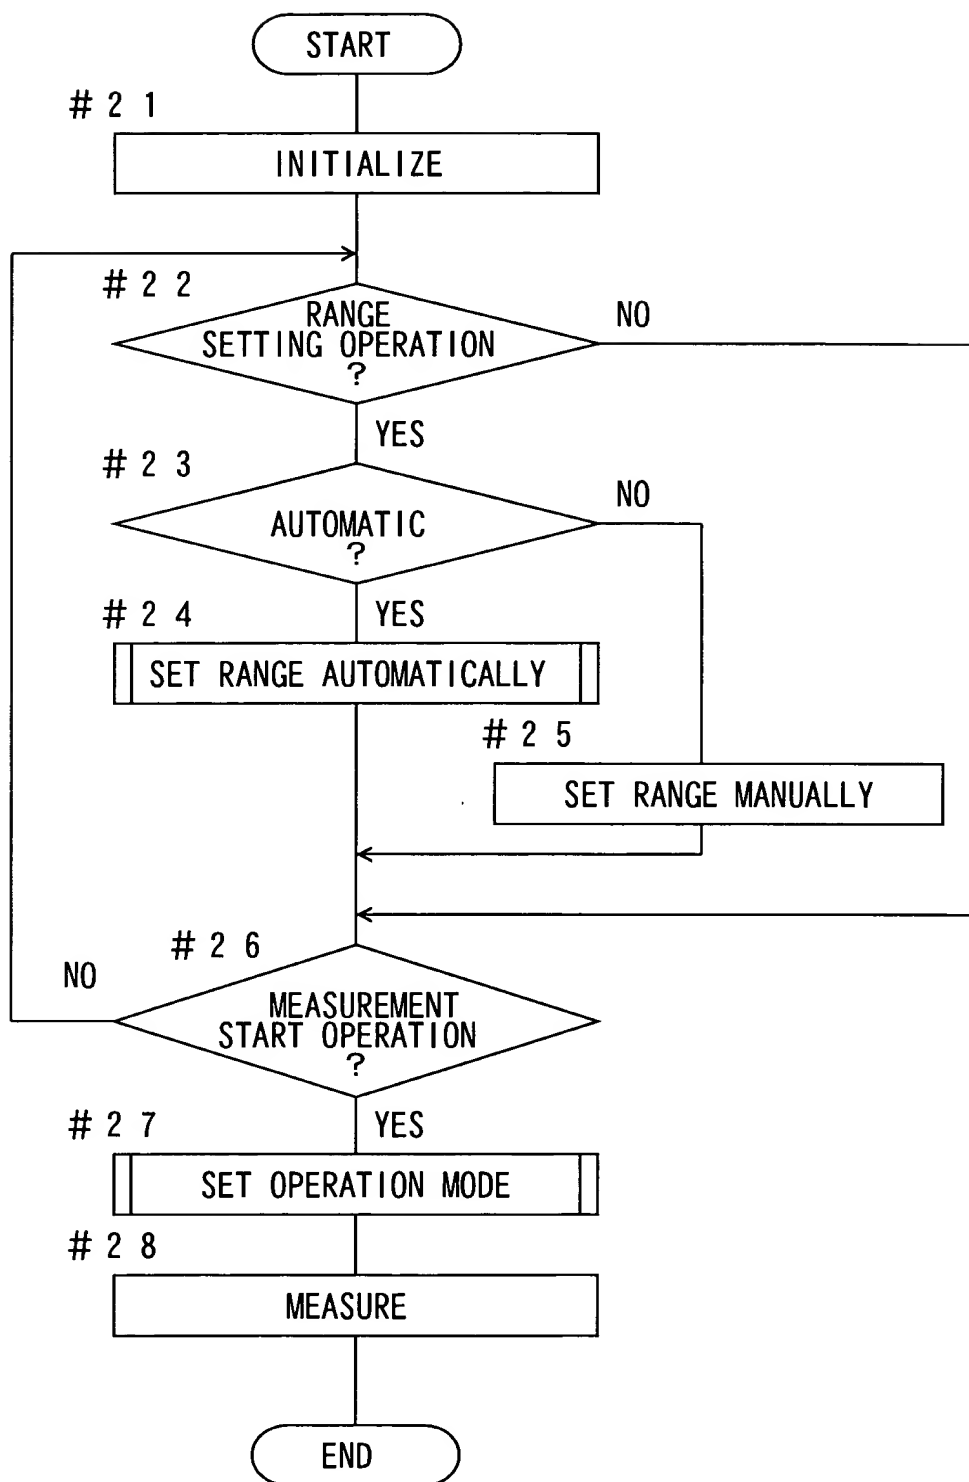 START
#21
INITIALIZE
#22
RANGE
SETTING OPERATION
?
NO
YES
#23
AUTOMATIC
?
NO
YES
#24
SET RANGE AUTOMATICALLY
#25
SET RANGE MANUALLY
#26
NO
MEASUREMENT
START OPERATION
?
YES
#27
SET OPERATION MODE
#28
MEASURE
END